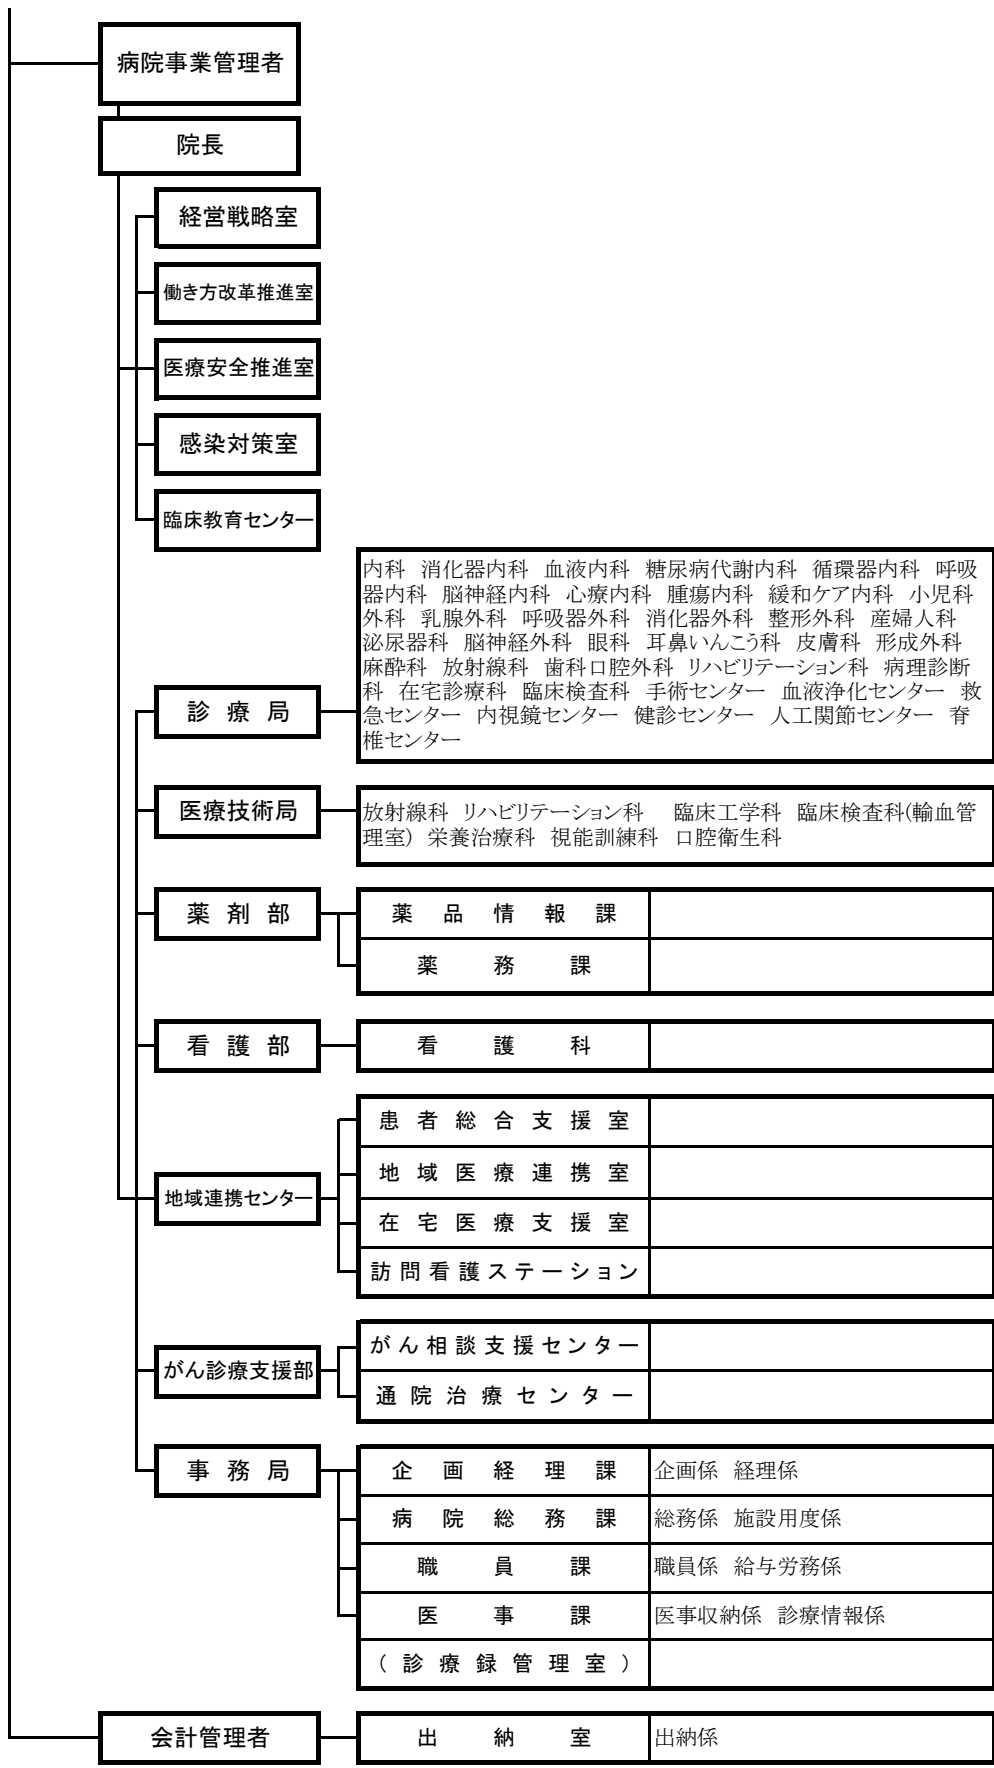 病院事業管理者
院長
経営戦略室
働き方改革推進室
医療安全推進室
感染対策室
臨床教育センター
内科　消化器内科　血液内科　糖尿病代謝内科　循環器内科　呼吸
器内科　脳神経内科　心療内科　腫瘍内科　緩和ケア内科　小児科
外科　乳腺外科　呼吸器外科　消化器外科　整形外科　産婦人科
泌尿器科　脳神経外科　眼科　耳鼻いんこう科　皮膚科　形成外科
麻酔科　放射線科　歯科口腔外科　リハビリテーション科　病理診断
科　在宅診療科　臨床検査科　手術センター　血液浄化センター　救
急センター　内視鏡センター　健診センター　人工関節センター　脊
椎センター
診療局
医療技術局
放射線科　リハビリテーション科　　臨床工学科　臨床検査科(輸血管
理室)　栄養治療科　視能訓練科　口腔衛生科
薬剤部
薬品情報課
薬務課
看護部
看護科
患者総合支援室
地域医療連携室
地域連携センター
在宅医療支援室
訪問看護ステーション
がん診療支援部
がん相談支援センター
通院治療センター
事務局
企画経理課　企画係　経理係
病院総務課　総務係　施設用度係
職員課　職員係　給与労務係
医事課　医事収納係　診療情報係
(診療録管理室)
会計管理者
出納室　出納係